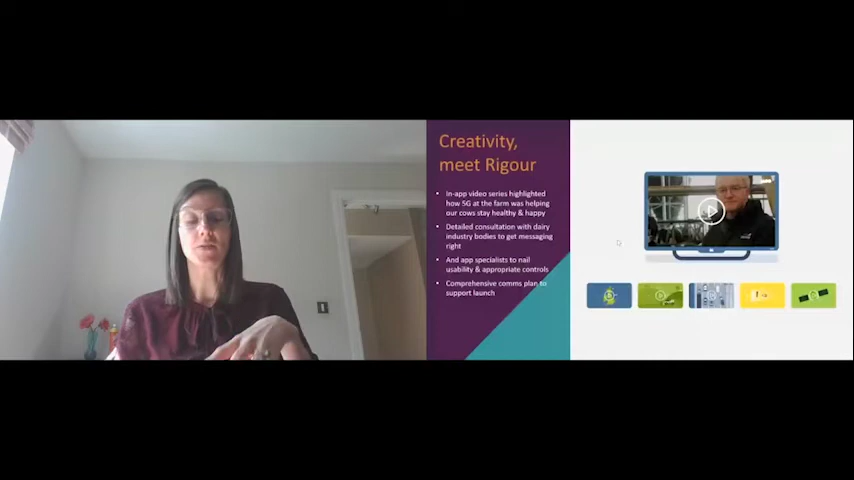 Creativity,
meet Rigour
• In-app video series highlighted
how 5G at the farm was helping
our cows stay healthy & happy
• Detailed consultation with dairy
industry bodies to get messaging
right
• And app specialists to nail
usability & appropriate controls
• Comprehensive comms plan to
support launch